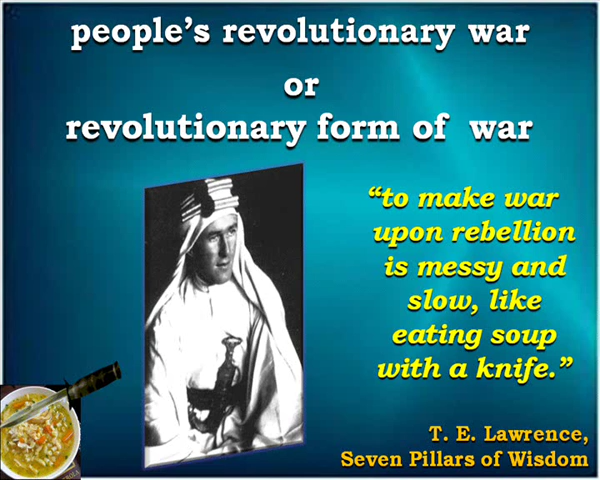 people’s revolutionary war
or
revolutionary form of war
“to make war
upon rebellion
is messy and
slow, like
eating soup
with a knife.”
T. E. Lawrence,
Seven Pillars of Wisdom